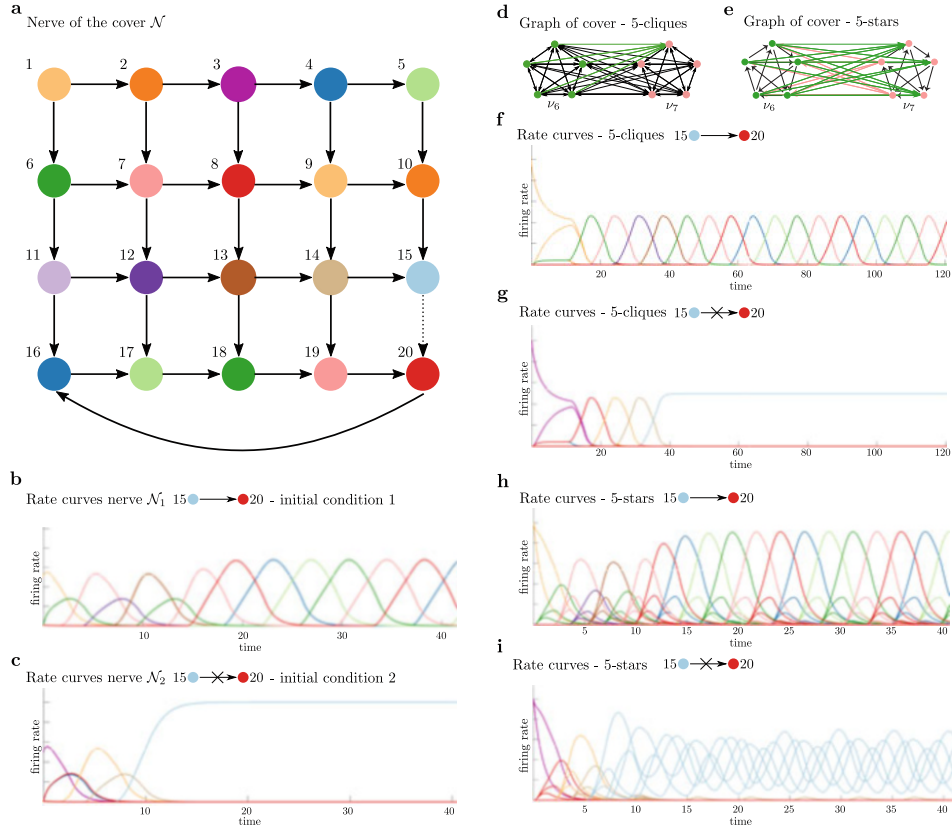 a
Nerve of the cover 𝒩
1 2 3 4 5
6 7 8 9 10
11 12 13 14 15
16 17 18 19 20
b
Rate curves nerve 𝒩₁ 15 20 - initial condition 1
firing rate
10 20 30 40
time
c
Rate curves nerve 𝒩₂ 15 20 - initial condition 2
firing rate
10 20 30 40
time
d
Graph of cover - 5-cliques
ν₆ ν₇
e
Graph of cover - 5-stars
ν₆ ν₇
f
Rate curves - 5-cliques 15 20
firing rate
20 40 60 80 100 120
time
g
Rate curves - 5-cliques 15 20
firing rate
20 40 60 80 100 120
time
h
Rate curves - 5-stars 15 20
firing rate
5 10 15 20 25 30 35 40
time
i
Rate curves - 5-stars 15 20
firing rate
5 10 15 20 25 30 35 40
time